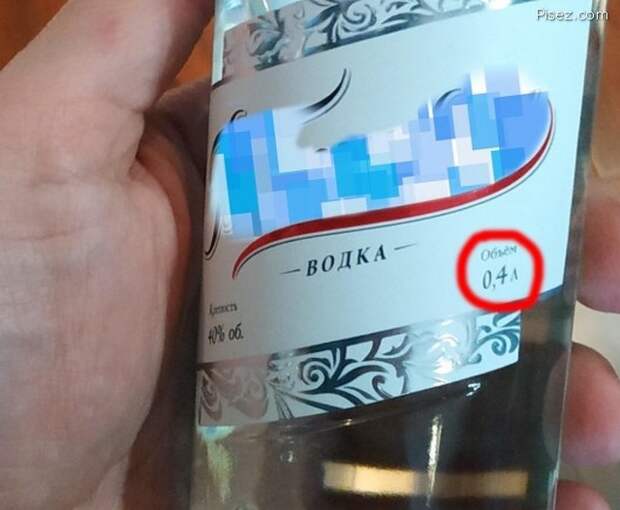 Pisez.com
ВОДКА
Объём
0,4 л
Крепость
40% об.